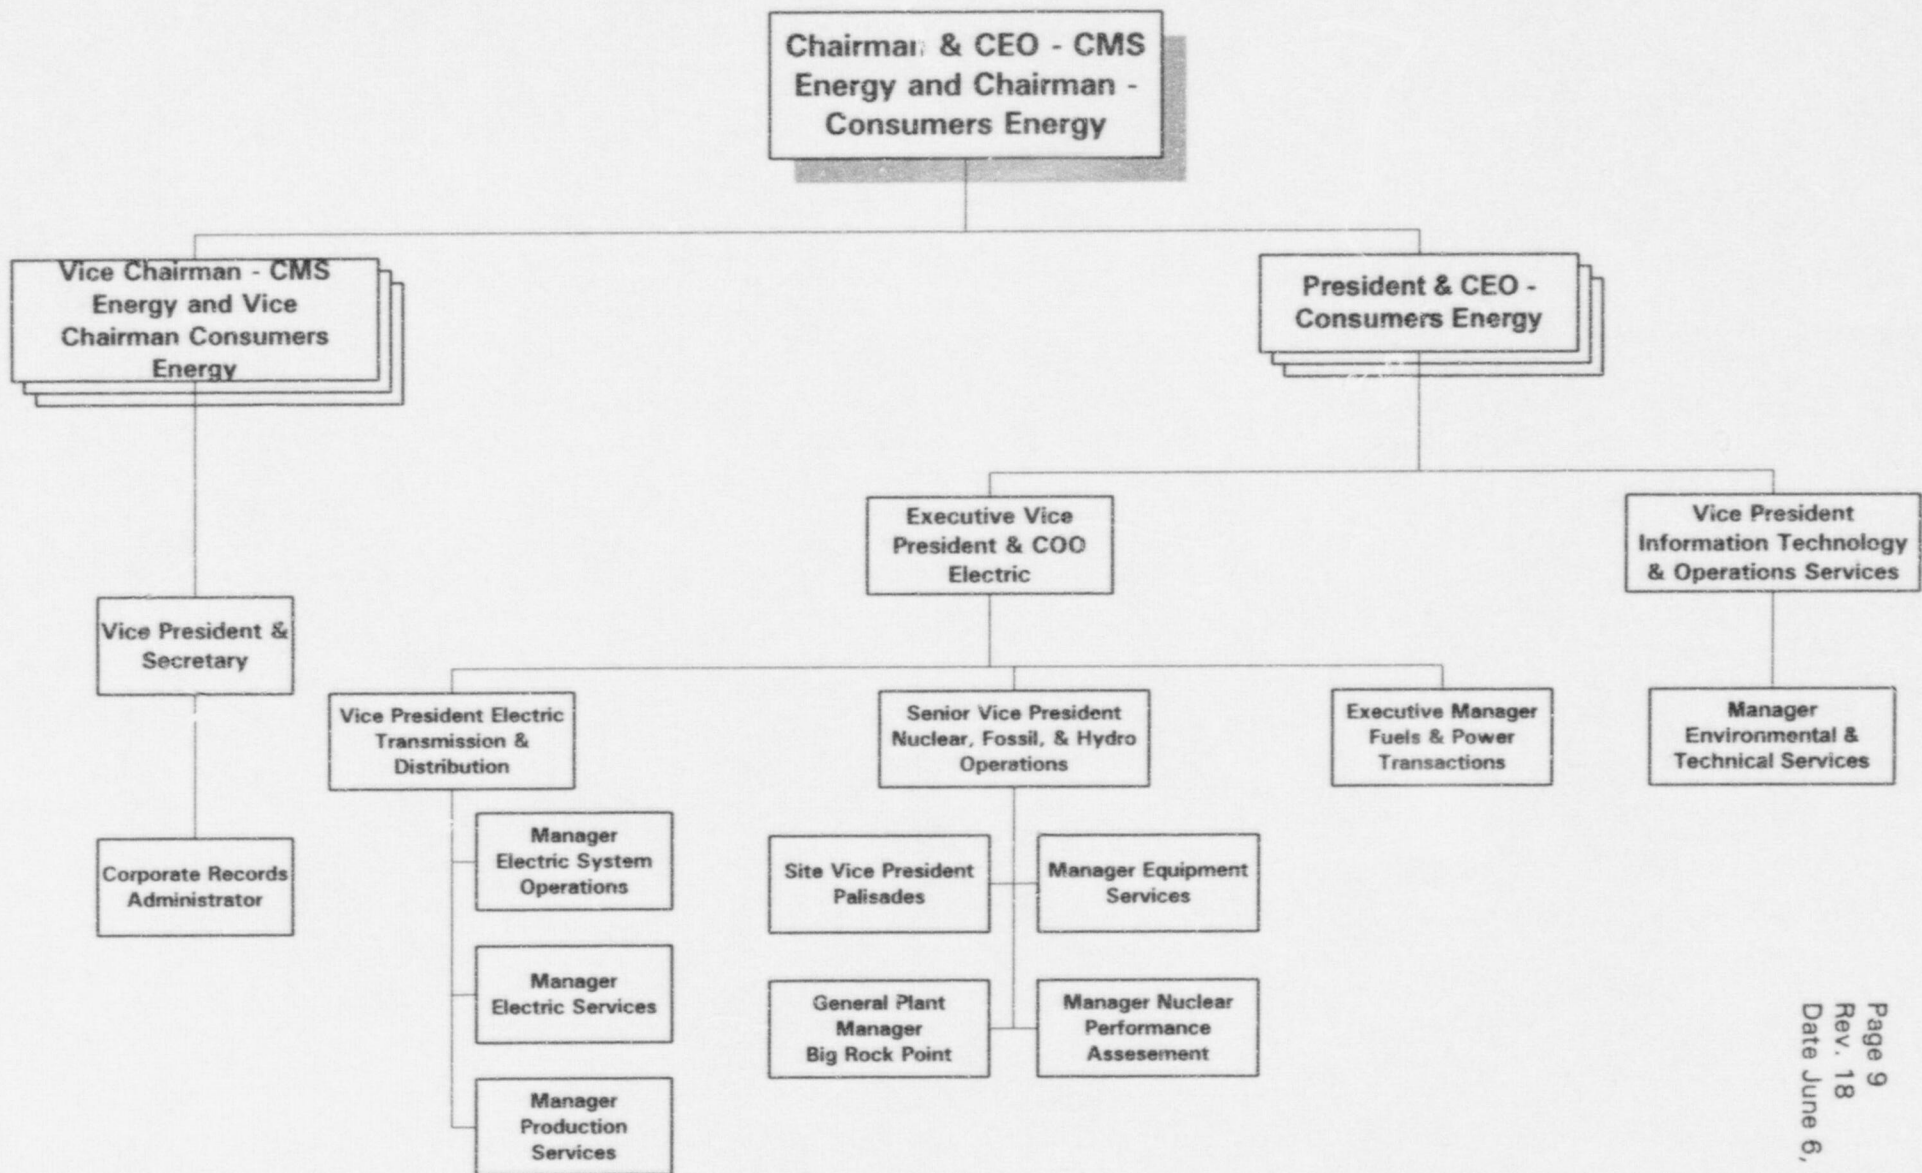 Chairman & CEO - CMS
Energy and Chairman -
Consumers Energy
Vice Chairman - CMS
Energy and Vice
Chairman Consumers
Energy
President & CEO -
Consumers Energy
Executive Vice
President & COO
Electric
Vice President
Information Technology
& Operations Services
Vice President &
Secretary
Vice President Electric
Transmission &
Distribution
Senior Vice President
Nuclear, Fossil, & Hydro
Operations
Executive Manager
Fuels & Power
Transactions
Manager
Environmental &
Technical Services
Corporate Records
Administrator
Manager
Electric System
Operations
Site Vice President
Palisades
Manager Equipment
Services
Manager
Electric Services
General Plant
Manager
Big Rock Point
Manager Nuclear
Performance
Assesement
Manager
Production
Services
Page 9
Rev. 18
Date June 6,